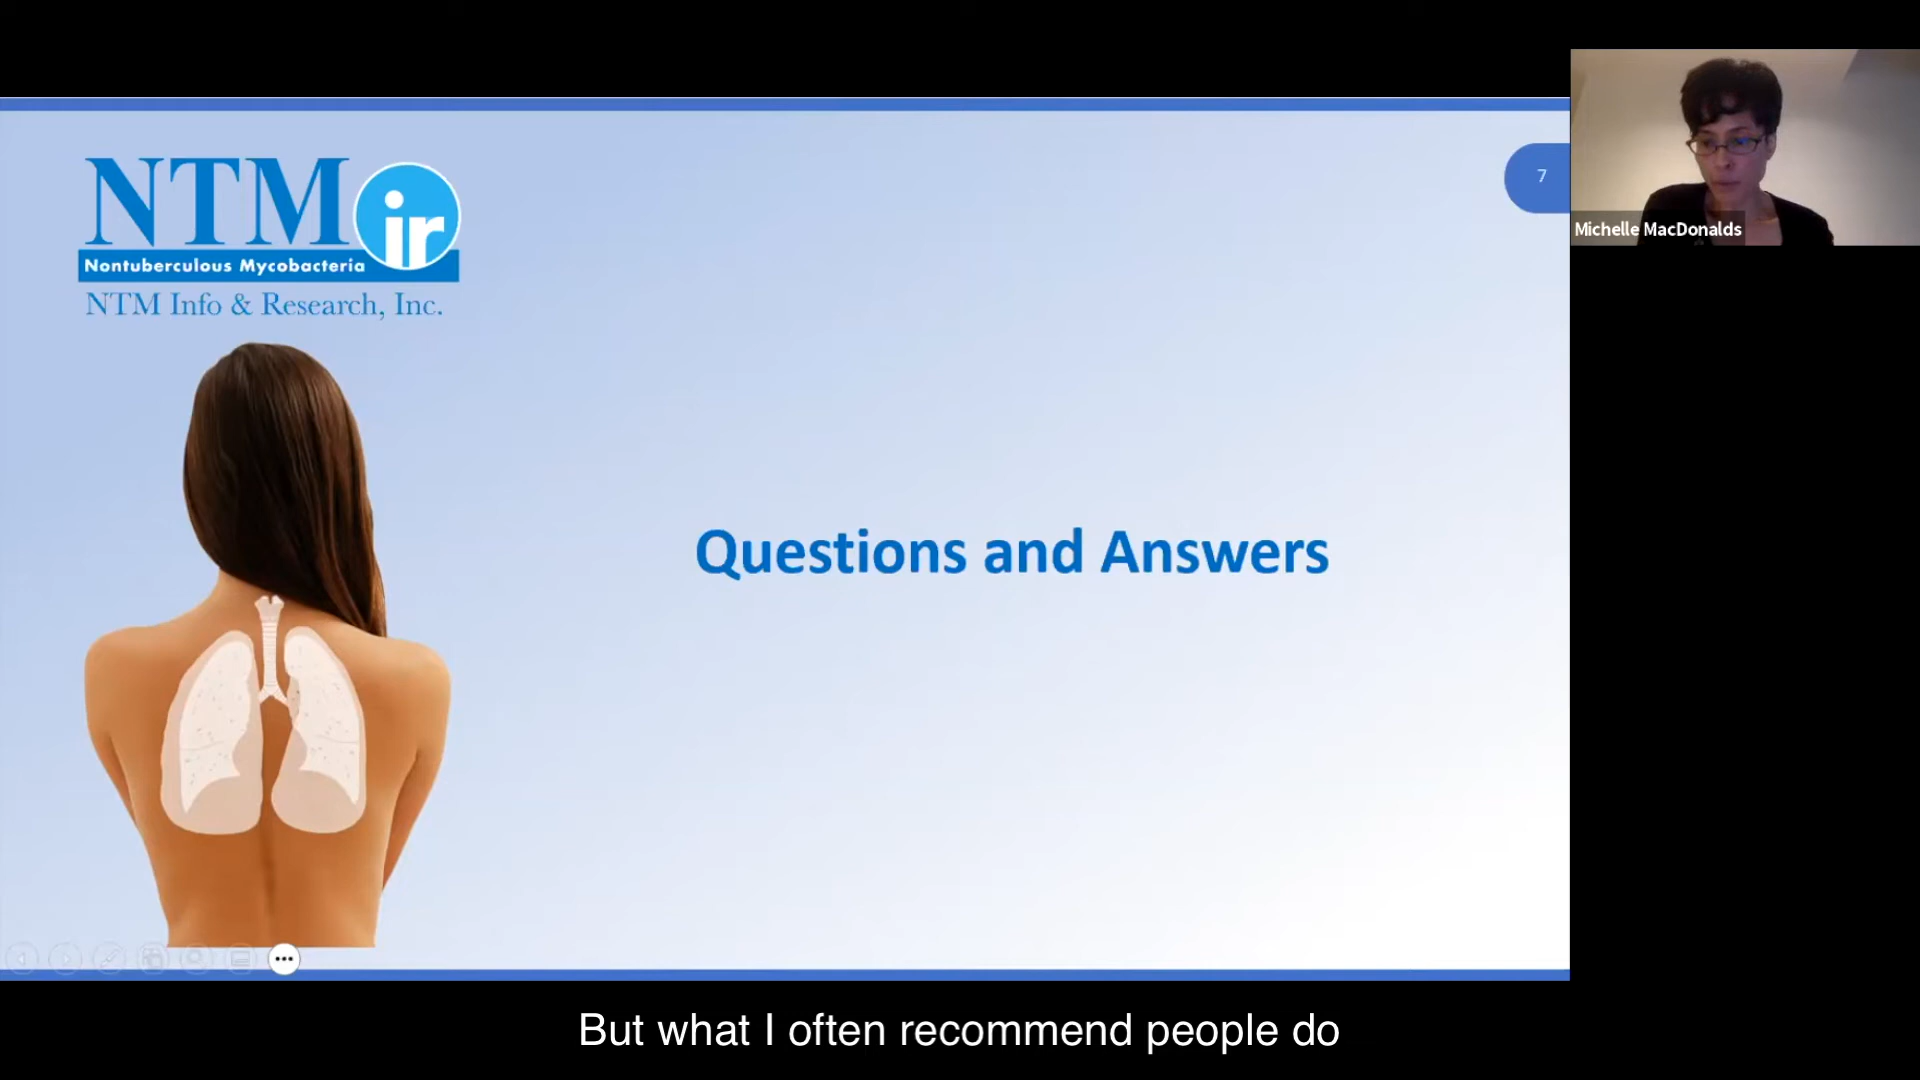 NTM ir
Nontuberculous Mycobacteria
NTM Info & Research, Inc.
7
Michelle MacDonalds
Questions and Answers
But what I often recommend people do